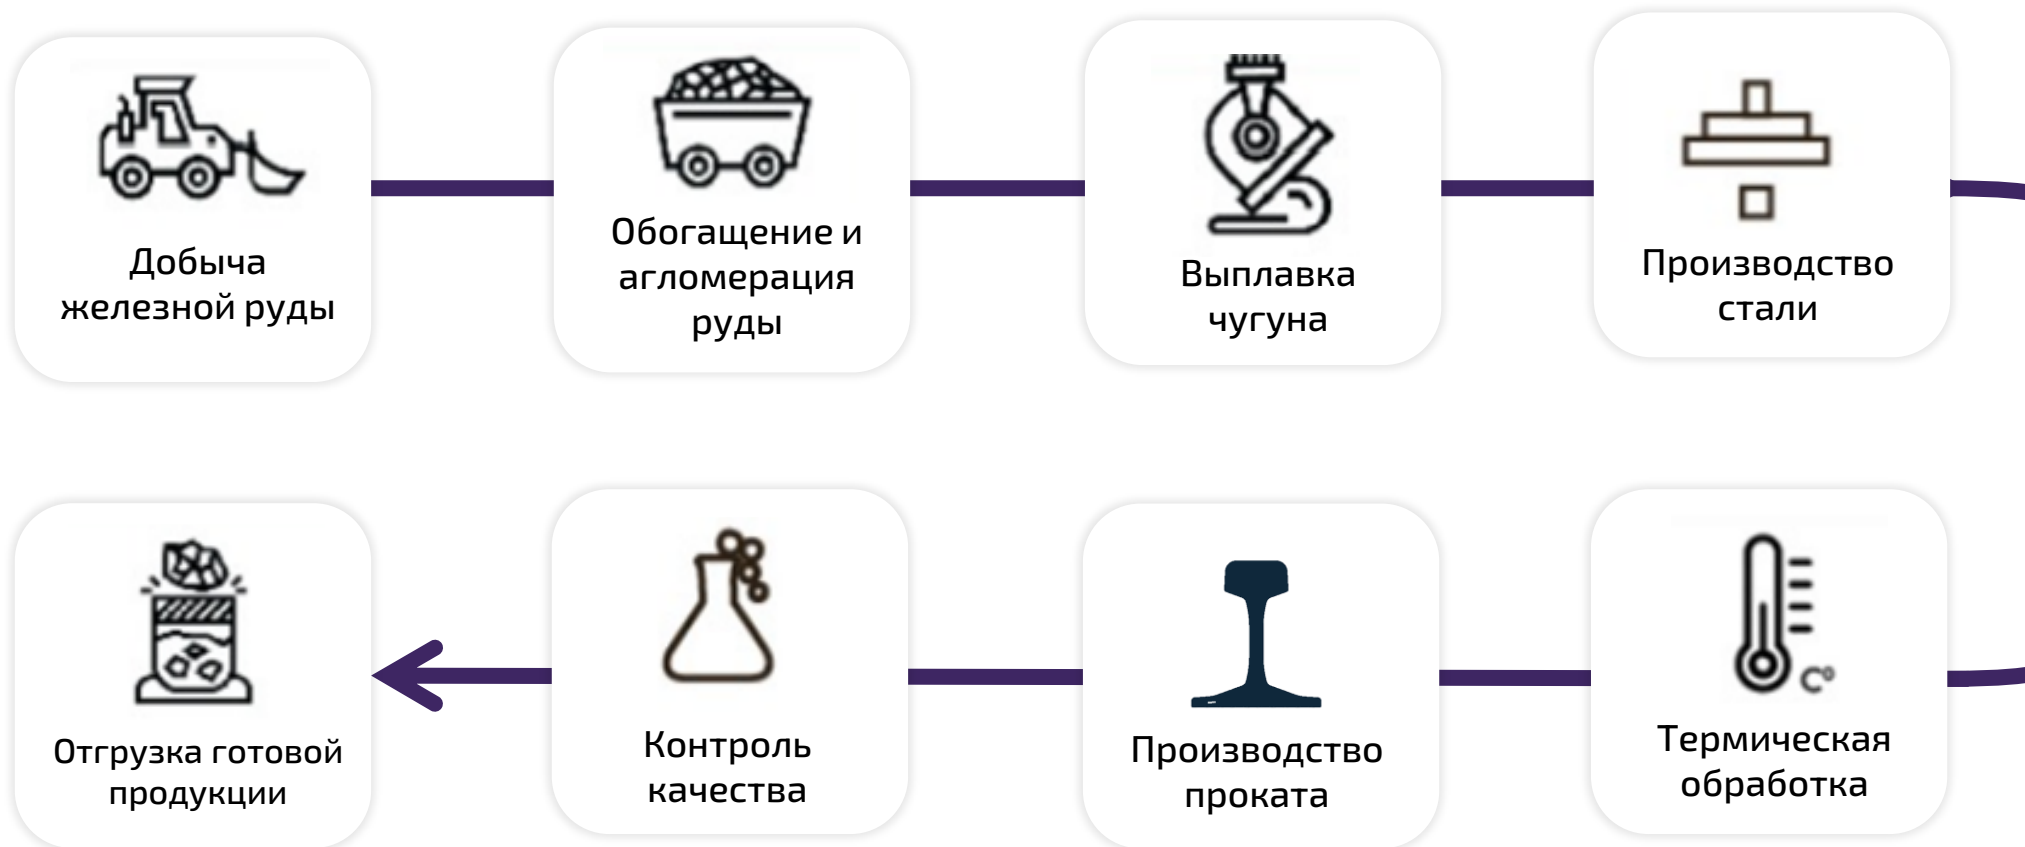 Добыча
железной руды
Обогащение и
агломерация
руды
Выплавка
чугуна
Производство
стали
Термическая
обработка
C⁰
Производство
проката
Контроль
качества
Отгрузка готовой
продукции